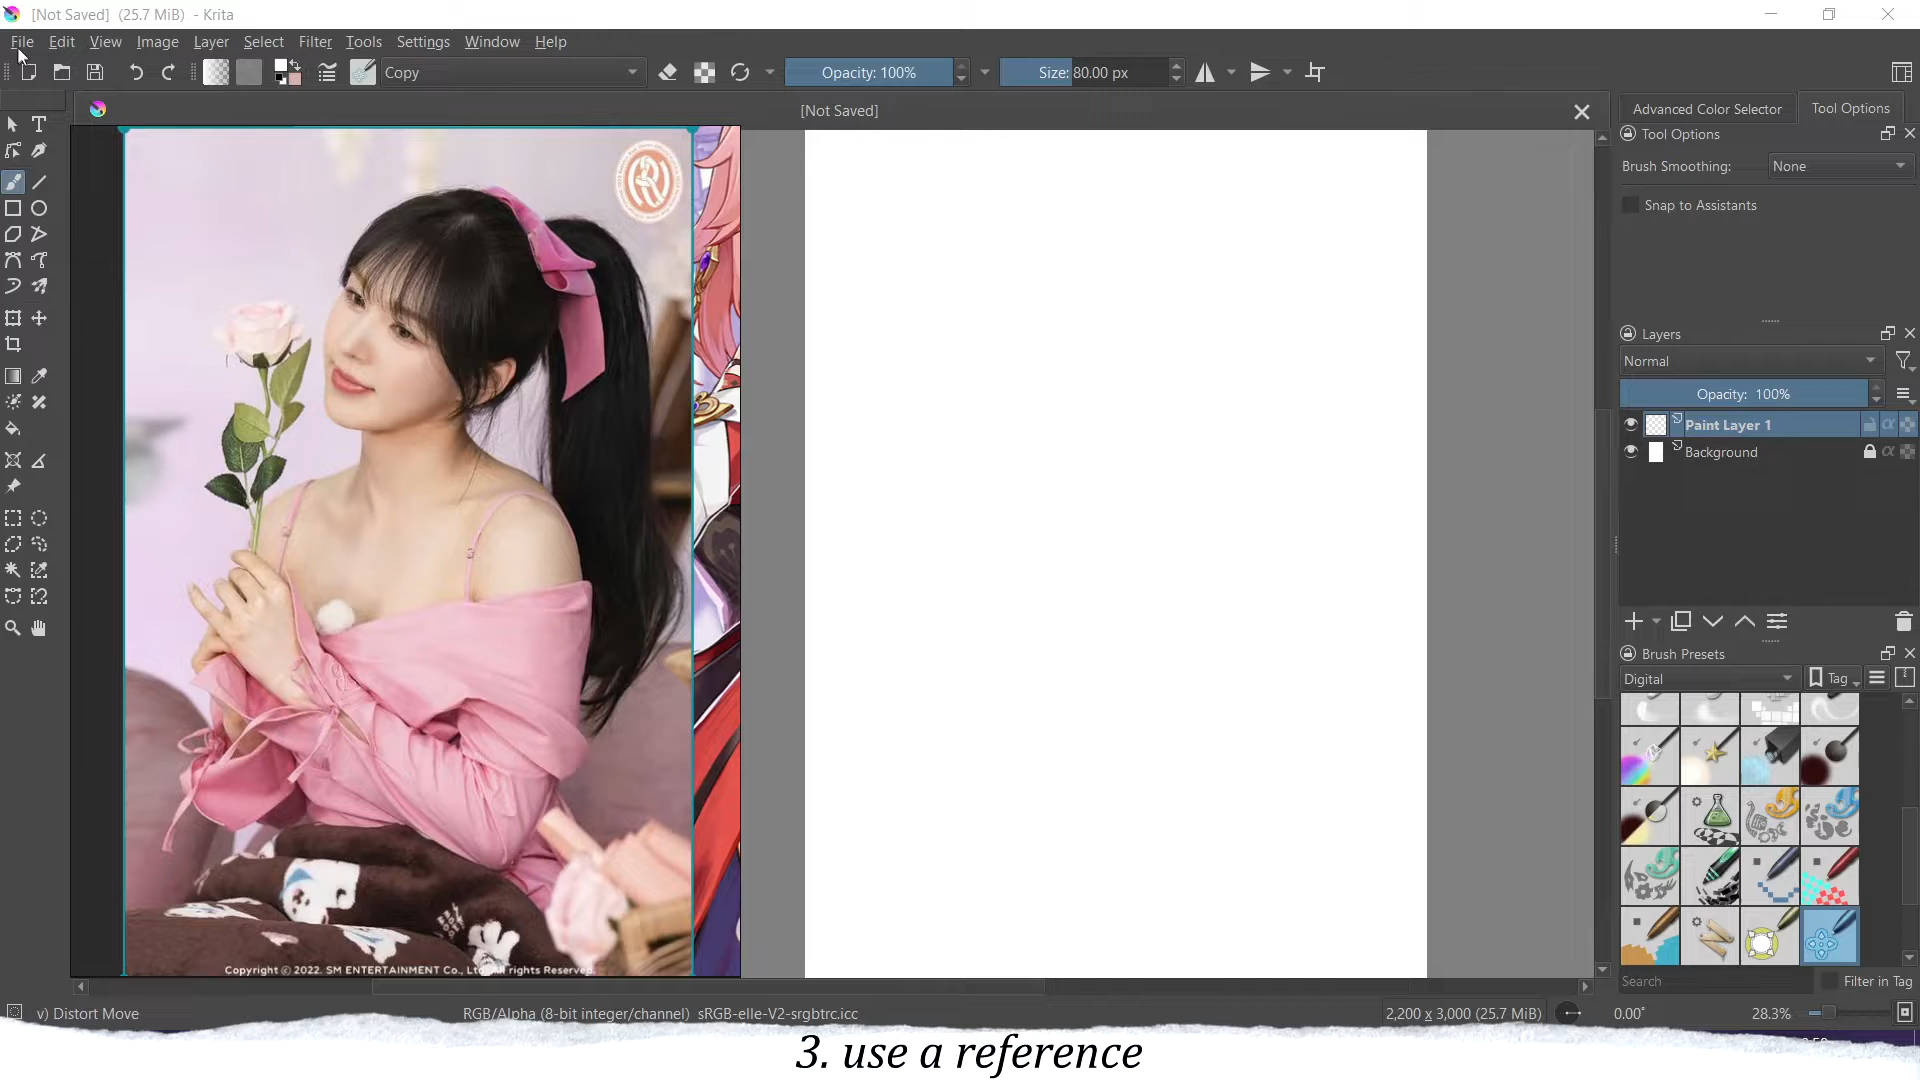 [Not Saved] (25.7 MiB) - Krita
File Edit View Image Layer Select Filter Tools Settings Window Help
Copy Opacity: 100% Size: 80.00 px
[Not Saved]
Advanced Color Selector Tool Options
Tool Options
Brush Smoothing: None
Snap to Assistants
Layers
Normal
Opacity: 100%
Paint Layer 1
Background
Brush Presets
Digital Tag
Search Filter in Tag
Copyright © 2022. SM ENTERTAINMENT Co., Ltd. All rights Reserved.
v) Distort Move RGB/Alpha (8-bit integer/channel) sRGB-elle-V2-srgbtrc.icc 2,200 x 3,000 (25.7 MiB) 0.00° 28.3%
3. use a reference